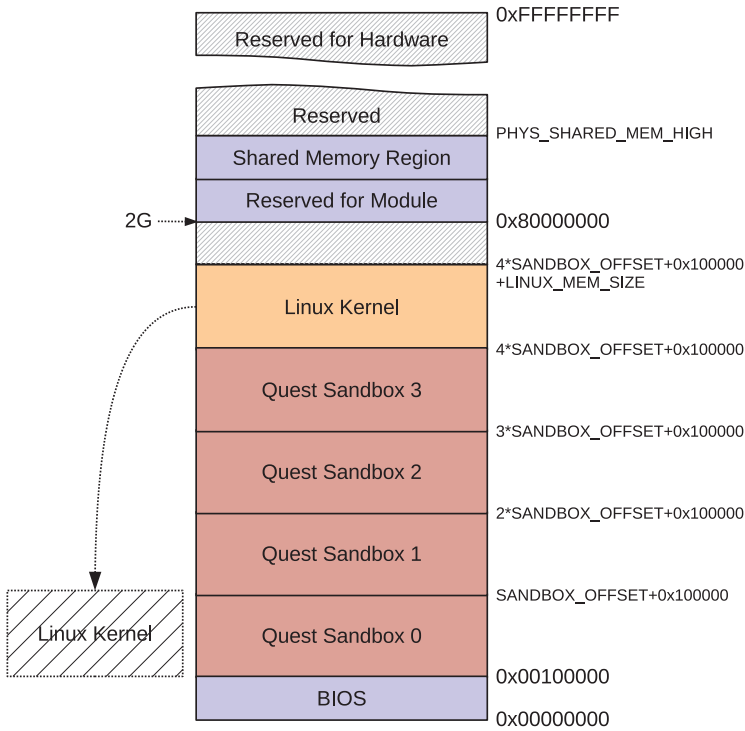 0xFFFFFFFF
Reserved for Hardware
Reserved
PHYS_SHARED_MEM_HIGH
Shared Memory Region
Reserved for Module
2G
0x80000000
4*SANDBOX_OFFSET+0x100000
+LINUX_MEM_SIZE
Linux Kernel
4*SANDBOX_OFFSET+0x100000
Quest Sandbox 3
3*SANDBOX_OFFSET+0x100000
Quest Sandbox 2
2*SANDBOX_OFFSET+0x100000
Quest Sandbox 1
SANDBOX_OFFSET+0x100000
Linux Kernel
Quest Sandbox 0
0x00100000
BIOS
0x00000000